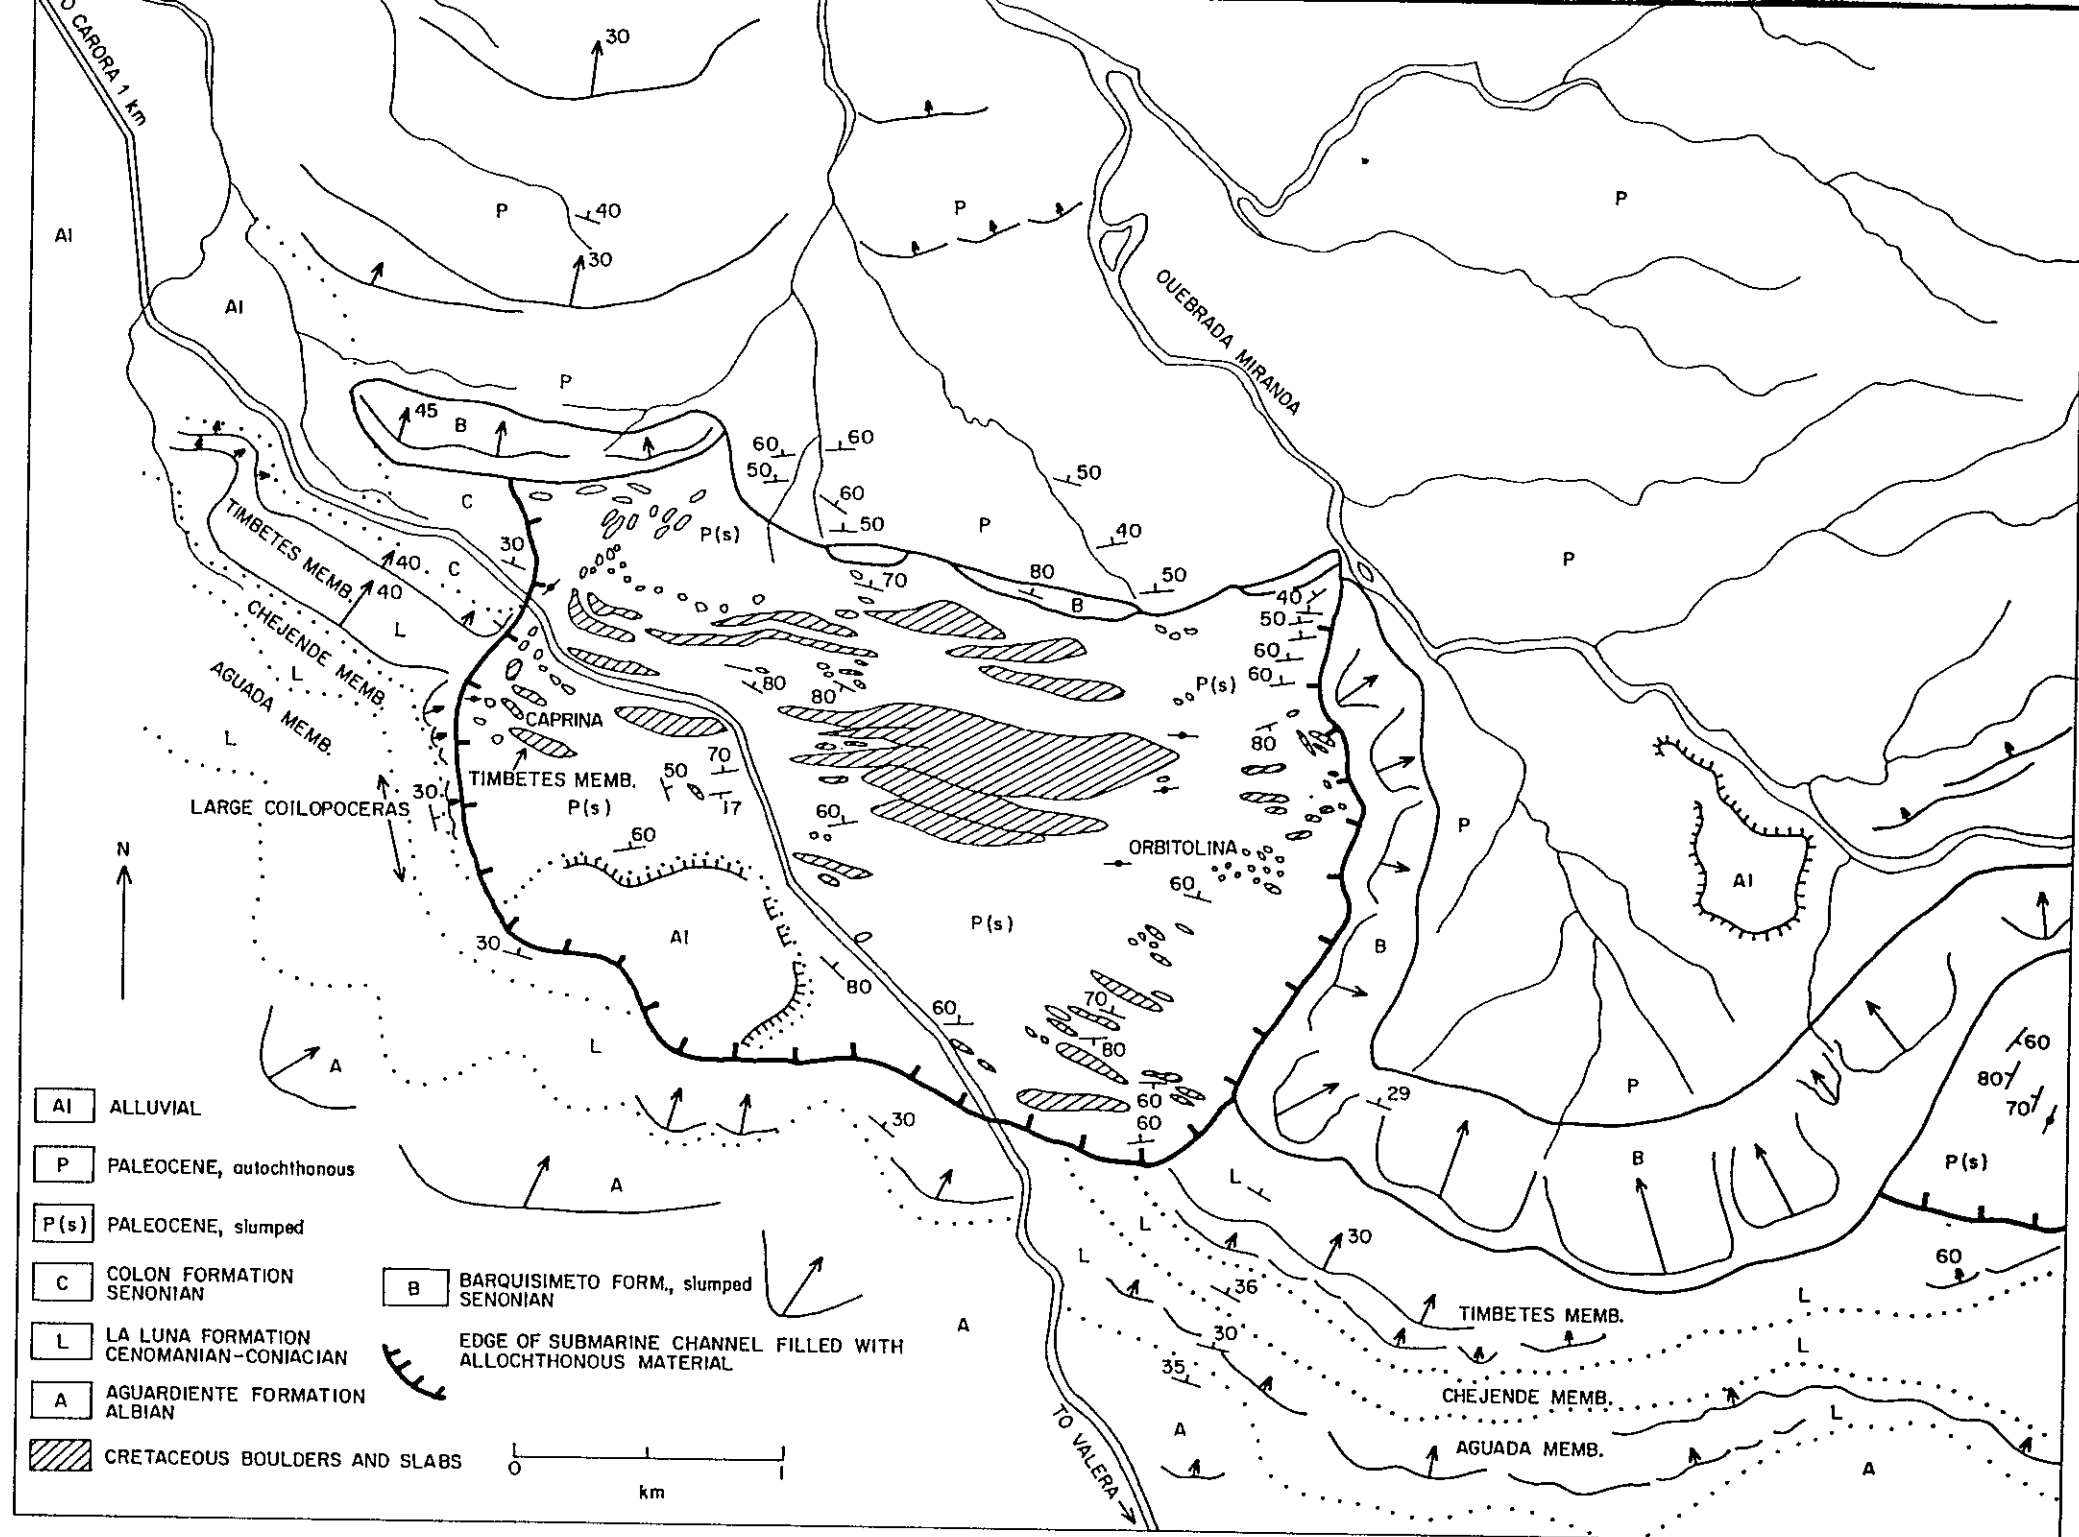 O CARORA 1 km
30
P
40
30
P
P
Al
Al
QUEBRADA MIRANDA
P
45
B
60
60
50
50
60
50
C
P(s)
P
40
P
TIMBETES MEMB.
30
40
C
40
70
80
50
B
40
50
CHEJENDE MEMB.
L
60
60
P(s)
L
AGUADA MEMB.
80
80
CAPRINA
L
80
TIMBETES MEMB.
50
70
17
P(s)
30
LARGE COILOPOCERAS
60
60
P
ORBITOLINA
60
Al
N
Al
30
P(s)
B
80
70
60
80
60
A
L
60
60
80
70
P
29
30
P(s)
B
A
L
L
L
30
36
60
L
TIMBETES MEMB.
A
30
35
L
CHEJENDE MEMB.
L
A
AGUADA MEMB.
A
TO VALERA
Al ALLUVIAL
P PALEOCENE, autochthonous
P(s) PALEOCENE, slumped
C COLON FORMATION
SENONIAN
L LA LUNA FORMATION
CENOMANIAN-CONIACIAN
A AGUARDIENTE FORMATION
ALBIAN
CRETACEOUS BOULDERS AND SLABS
B BARQUISIMETO FORM., slumped
SENONIAN
EDGE OF SUBMARINE CHANNEL FILLED WITH
ALLOCHTHONOUS MATERIAL
0 1
km